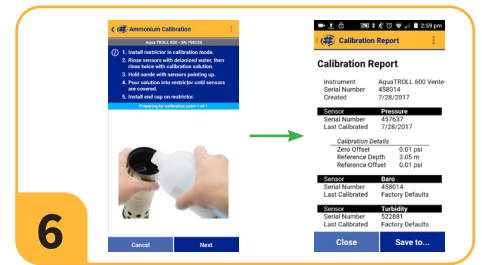 Ammonium Calibration
Aqua TROLL 600 - SN 798238
1. Install restrictor in calibration mode.
2. Rinse sensors with deionized water, then
rinse twice with calibration solution.
3. Hold sonde with sensors pointing up.
4. Pour solution into restrictor until sensors
are covered.
5. Install end cap on restrictor.
Preparing for calibration point 1 of 1
Cancel
Next
2:59 pm
Calibration Report
Calibration Report
Instrument AquaTROLL 600 Vente
Serial Number 458014
Created 7/28/2017
Sensor Pressure
Serial Number 457637
Last Calibrated 7/28/2017
Calibration Details
Zero Offset 0.01 psi
Reference Depth 3.05 m
Reference Offset 0.01 psi
Sensor Baro
Serial Number 458014
Last Calibrated Factory Defaults
Sensor Turbidity
Serial Number 522881
Last Calibrated Factory Defaults
Close
Save to...
6